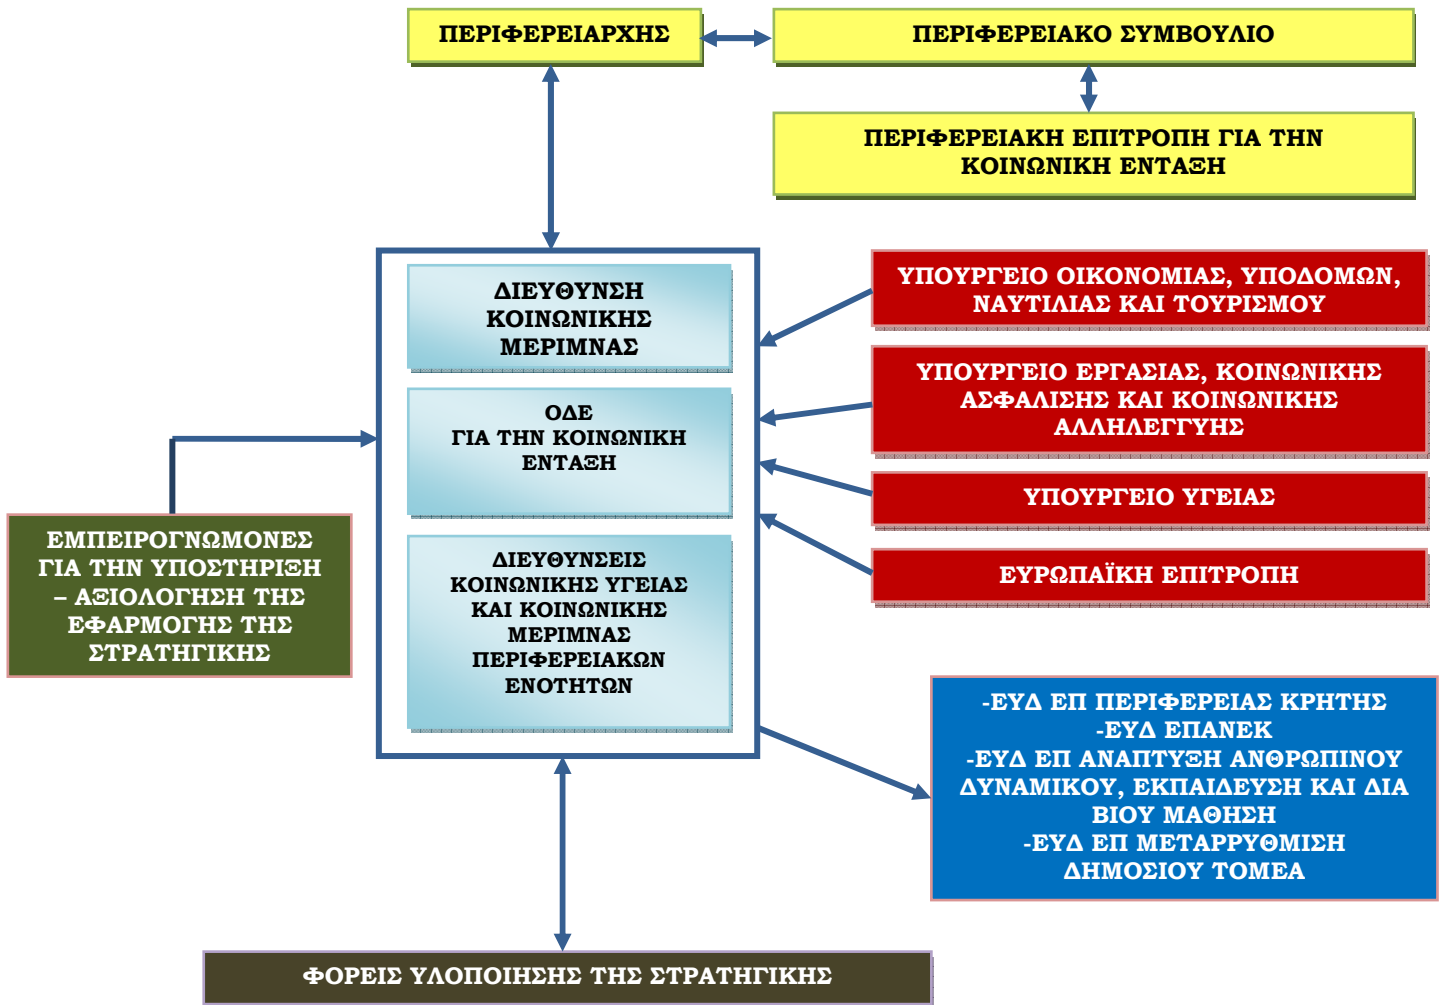 ΠΕΡΙΦΕΡΕΙΑΡΧΗΣ
ΠΕΡΙΦΕΡΕΙΑΚΟ ΣΥΜΒΟΥΛΙΟ
ΠΕΡΙΦΕΡΕΙΑΚΗ ΕΠΙΤΡΟΠΗ ΓΙΑ ΤΗΝ
ΚΟΙΝΩΝΙΚΗ ΕΝΤΑΞΗ
ΔΙΕΥΘΥΝΣΗ
ΚΟΙΝΩΝΙΚΗΣ
ΜΕΡΙΜΝΑΣ
ΟΔΕ
ΓΙΑ ΤΗΝ ΚΟΙΝΩΝΙΚΗ
ΕΝΤΑΞΗ
ΔΙΕΥΘΥΝΣΕΙΣ
ΚΟΙΝΩΝΙΚΗΣ ΥΓΕΙΑΣ
ΚΑΙ ΚΟΙΝΩΝΙΚΗΣ
ΜΕΡΙΜΝΑΣ
ΠΕΡΙΦΕΡΕΙΑΚΩΝ
ΕΝΟΤΗΤΩΝ
ΥΠΟΥΡΓΕΙΟ ΟΙΚΟΝΟΜΙΑΣ, ΥΠΟΔΟΜΩΝ,
ΝΑΥΤΙΛΙΑΣ ΚΑΙ ΤΟΥΡΙΣΜΟΥ
ΥΠΟΥΡΓΕΙΟ ΕΡΓΑΣΙΑΣ, ΚΟΙΝΩΝΙΚΗΣ
ΑΣΦΑΛΙΣΗΣ ΚΑΙ ΚΟΙΝΩΝΙΚΗΣ
ΑΛΛΗΛΕΓΓΥΗΣ
ΥΠΟΥΡΓΕΙΟ ΥΓΕΙΑΣ
ΕΥΡΩΠΑΪΚΗ ΕΠΙΤΡΟΠΗ
ΕΜΠΕΙΡΟΓΝΩΜΟΝΕΣ
ΓΙΑ ΤΗΝ ΥΠΟΣΤΗΡΙΞΗ
– ΑΞΙΟΛΟΓΗΣΗ ΤΗΣ
ΕΦΑΡΜΟΓΗΣ ΤΗΣ
ΣΤΡΑΤΗΓΙΚΗΣ
-ΕΥΔ ΕΠ ΠΕΡΙΦΕΡΕΙΑΣ ΚΡΗΤΗΣ
-ΕΥΔ ΕΠΑΝΕΚ
-ΕΥΔ ΕΠ ΑΝΑΠΤΥΞΗ ΑΝΘΡΩΠΙΝΟΥ
ΔΥΝΑΜΙΚΟΥ, ΕΚΠΑΙΔΕΥΣΗ ΚΑΙ ΔΙΑ
ΒΙΟΥ ΜΑΘΗΣΗ
-ΕΥΔ ΕΠ ΜΕΤΑΡΡΥΘΜΙΣΗ
ΔΗΜΟΣΙΟΥ ΤΟΜΕΑ
ΦΟΡΕΙΣ ΥΛΟΠΟΙΗΣΗΣ ΤΗΣ ΣΤΡΑΤΗΓΙΚΗΣ